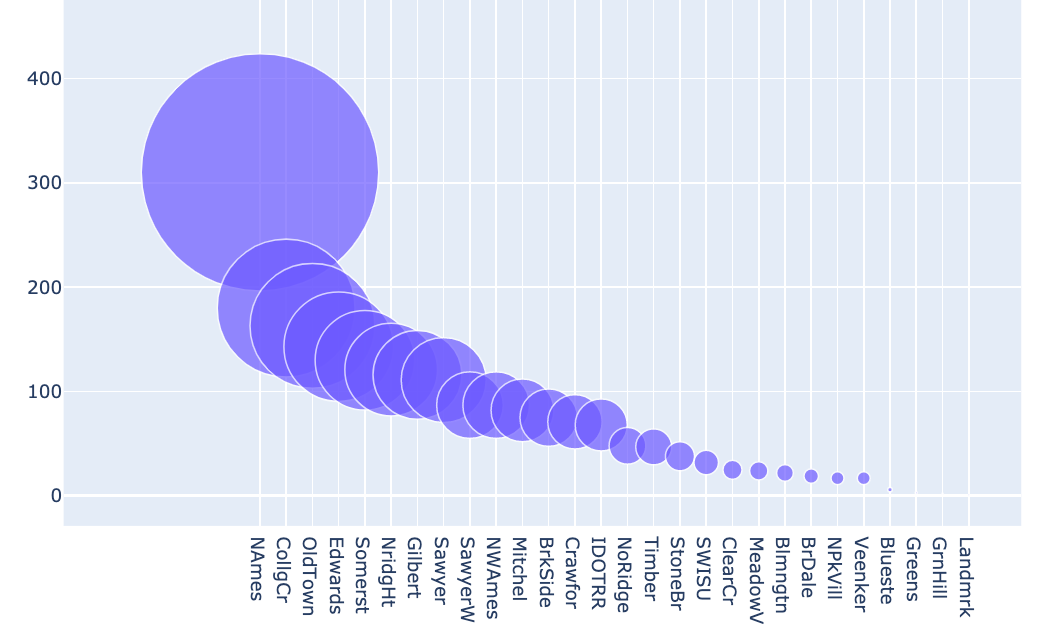 400
300
200
100
0
NAmes
CollgCr
OldTown
Edwards
Somerst
NridgHt
Gilbert
Sawyer
SawyerW
NWAmes
Mitchel
BrkSide
Crawfor
IDOTRR
NoRidge
Timber
StoneBr
SWISU
ClearCr
MeadowV
Blmngtn
BrDale
NPkVill
Veenker
Blueste
Greens
GrnHill
Landmrk